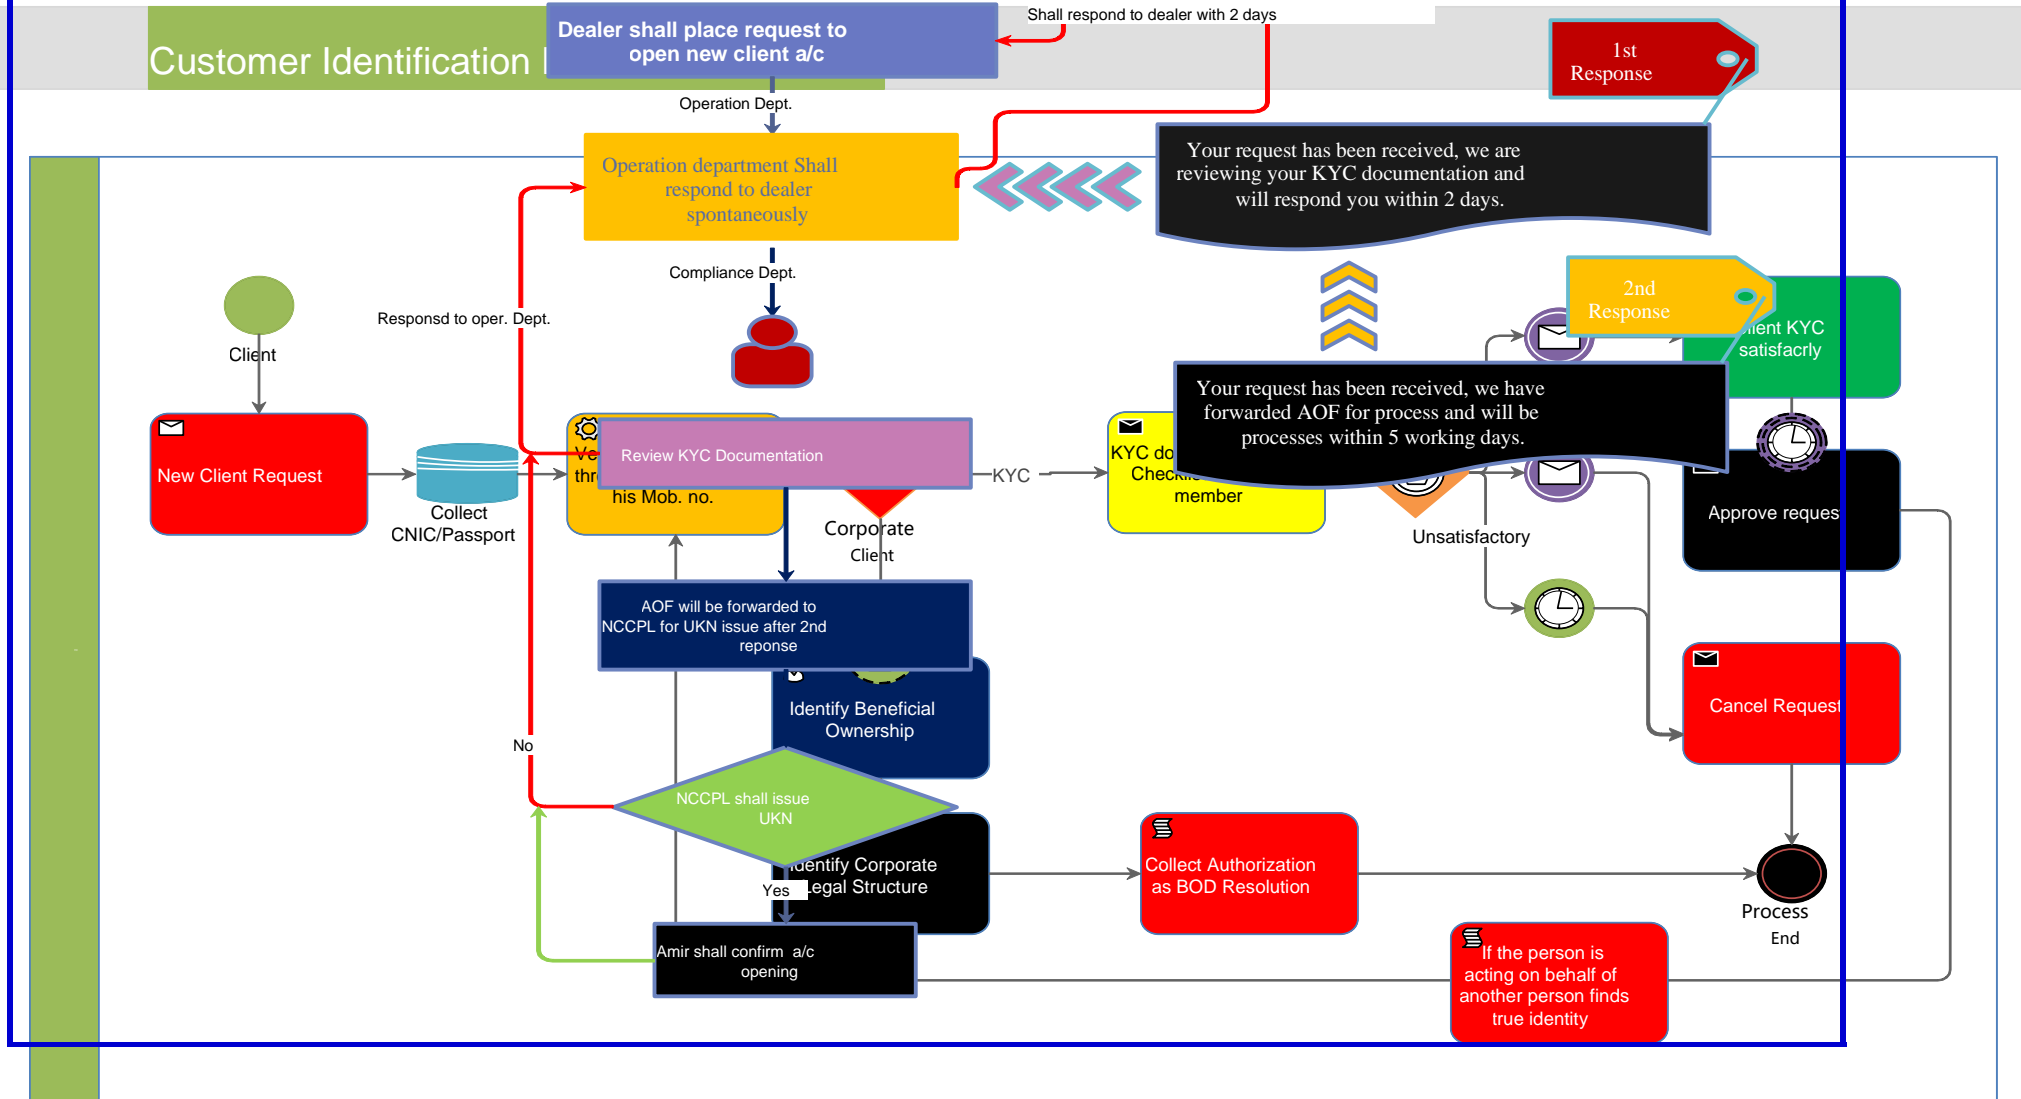 Shall respond to dealer with 2 days
Dealer shall place request to
open new client a/c
Customer Identification
1st
Response
Operation Dept.
Your request has been received, we are
reviewing your KYC documentation and
will respond you within 2 days.
Operation department Shall
respond to dealer
spontaneously
Compliance Dept.
2nd
Response
Responsd to oper. Dept.
Client
Client KYC
satisfacrly
Your request has been received, we have
forwarded AOF for process and will be
processes within 5 working days.
New Client Request
Review KYC Documentation
his Mob. no.
KYC
KYC
member
Collect
CNIC/Passport
Corporate
Client
Unsatisfactory
Approve request
AOF will be forwarded to
NCCPL for UKN issue after 2nd
reponse
Identify Beneficial
Ownership
Cancel Request
No
NCCPL shall issue
UKN
Identify Corporate
Legal Structure
Yes
Collect Authorization
as BOD Resolution
Process
End
Amir shall confirm a/c
opening
If the person is
acting on behalf of
another person finds
true identity